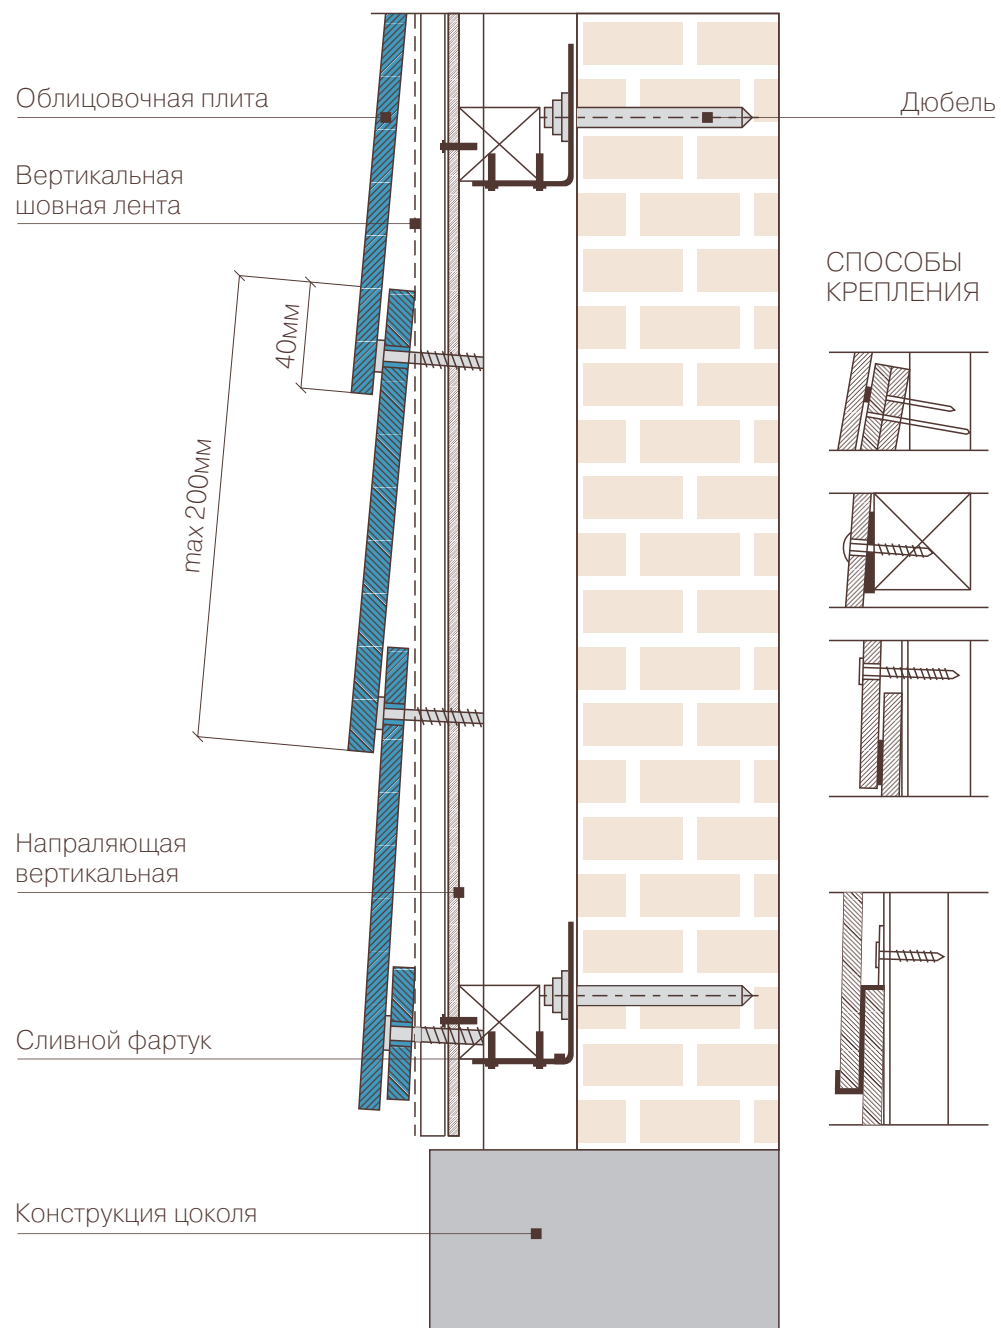 Облицовочная плита
Дюбель
Вертикальная
шовная лента
СПОСОБЫ
КРЕПЛЕНИЯ
40мм
max 200мм
Напраляющая
вертикальная
Сливной фартук
Конструкция цоколя